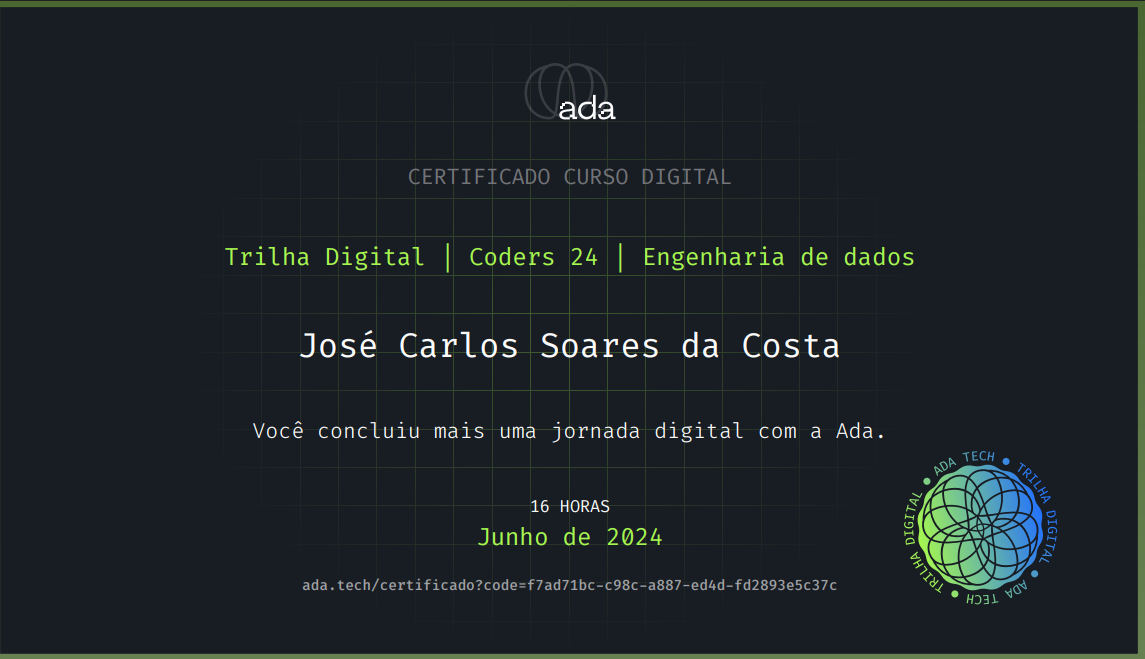 ada
CERTIFICADO CURSO DIGITAL
Trilha Digital | Coders 24 | Engenharia de dados
José Carlos Soares da Costa
Você concluiu mais uma jornada digital com a Ada.
16 HORAS
Junho de 2024
ada.tech/certificado?code=f7ad71bc-c98c-a887-ed4d-fd2893e5c37c
ADA TECH • TRILHA DIGITAL • ADA TECH • TRILHA DIGITAL •